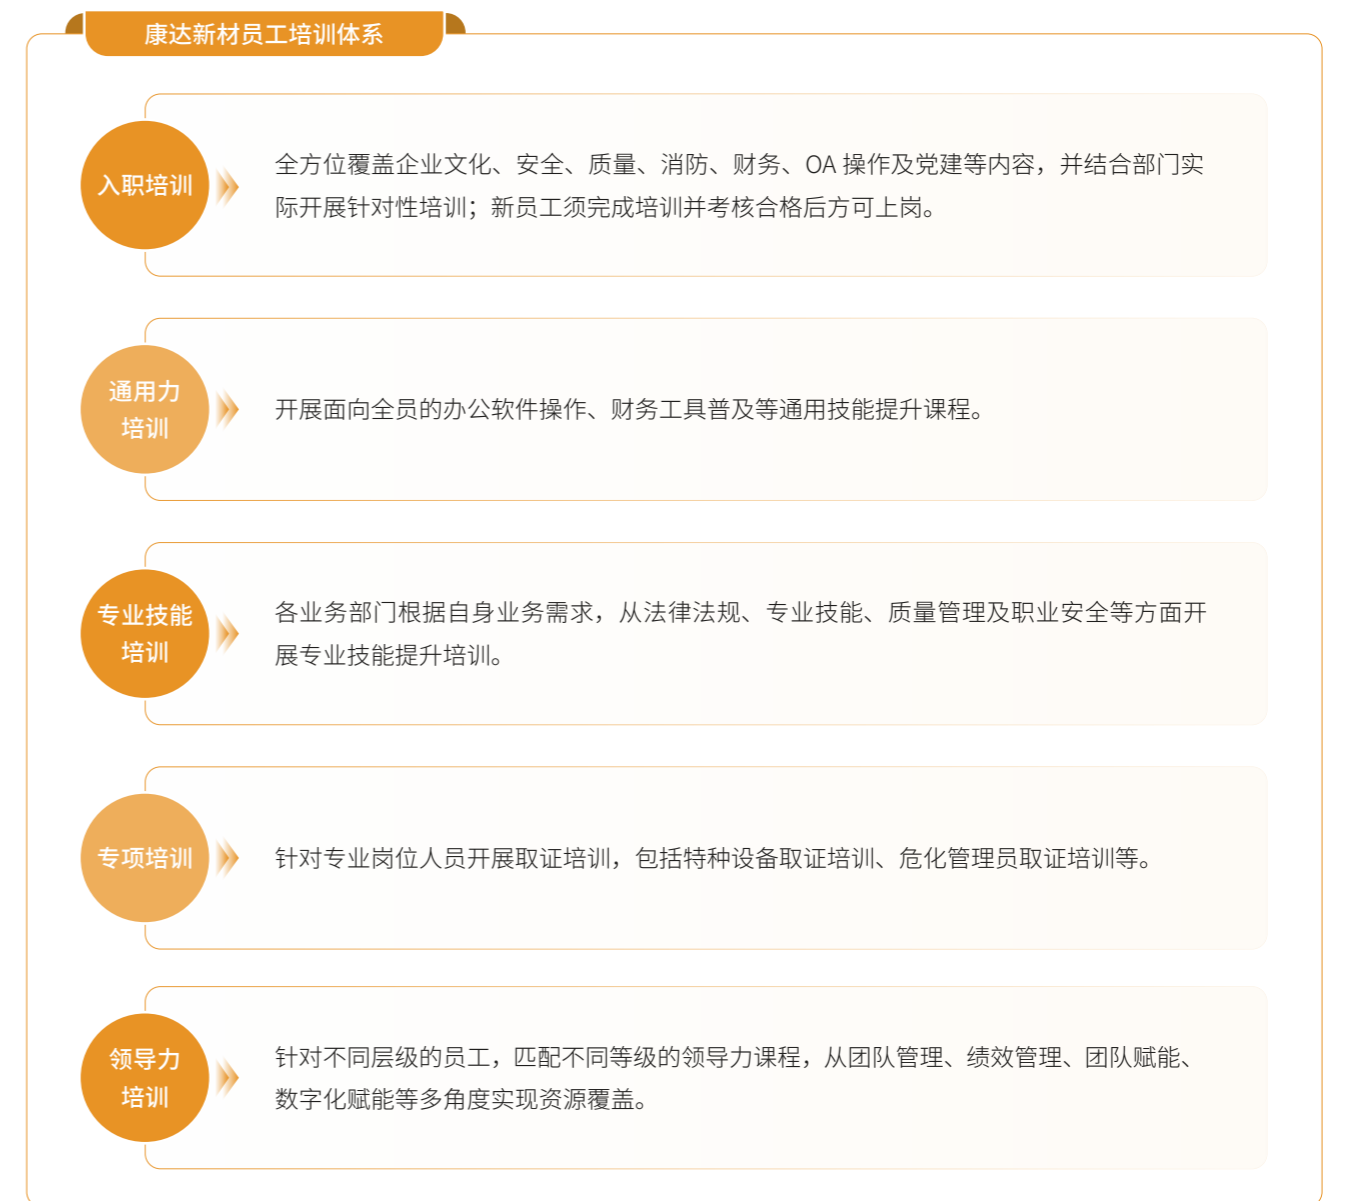 康达新材员工培训体系
入职培训
全方位覆盖企业文化、安全、质量、消防、财务、OA 操作及党建等内容，并结合部门实
际开展针对性培训；新员工须完成培训并考核合格后方可上岗。
通用力
培训
开展面向全员的办公软件操作、财务工具普及等通用技能提升课程。
专业技能
培训
各业务部门根据自身业务需求，从法律法规、专业技能、质量管理及职业安全等方面开
展专业技能提升培训。
专项培训
针对专业岗位人员开展取证培训，包括特种设备取证培训、危化管理员取证培训等。
领导力
培训
针对不同层级的员工，匹配不同等级的领导力课程，从团队管理、绩效管理、团队赋能、
数字化赋能等多角度实现资源覆盖。